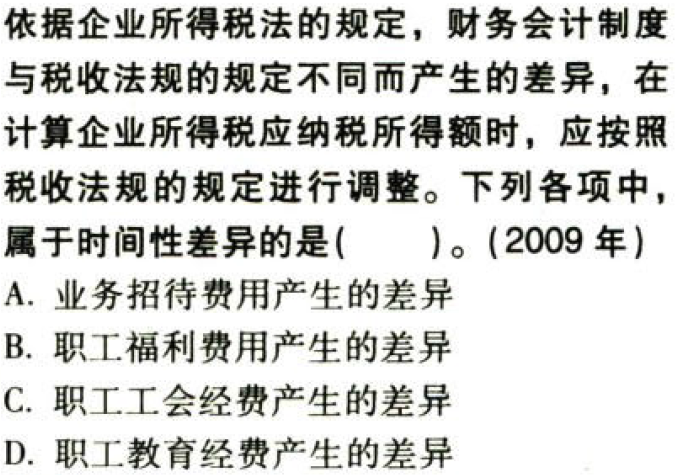 依据企业所得税法的规定，财务会计制度
与税收法规的规定不同而产生的差异，在
计算企业所得税应纳税所得额时，应按照
税收法规的规定进行调整。下列各项中，
属于时间性差异的是(　　)。(2009 年)
A. 业务招待费用产生的差异
B. 职工福利费用产生的差异
C. 职工工会经费产生的差异
D. 职工教育经费产生的差异